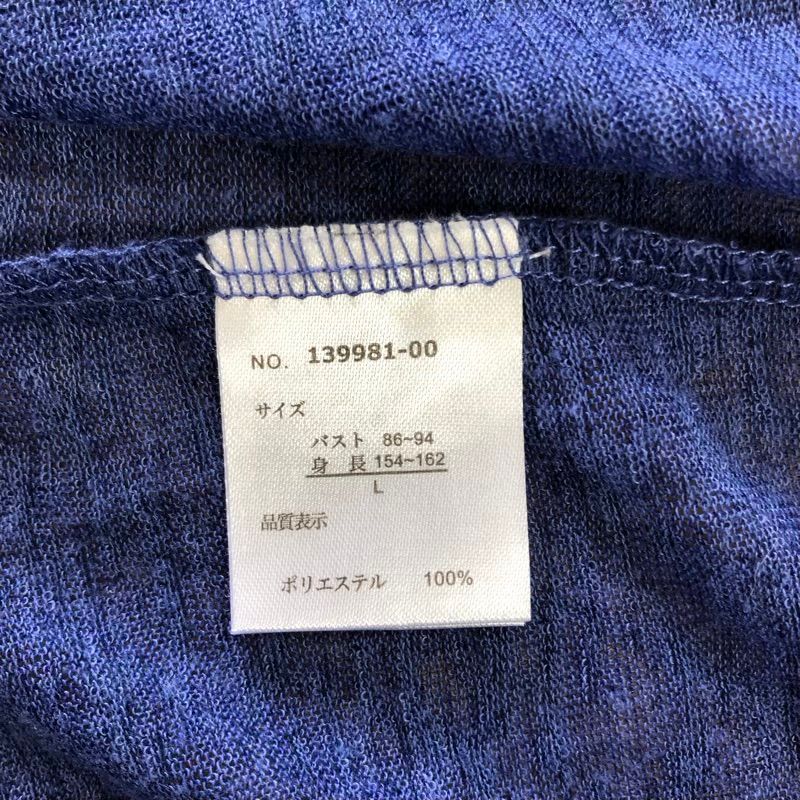 NO. 139981-00
サイズ
バスト 86~94
身 長 154~162
L
品質表示
ポリエステル 100%